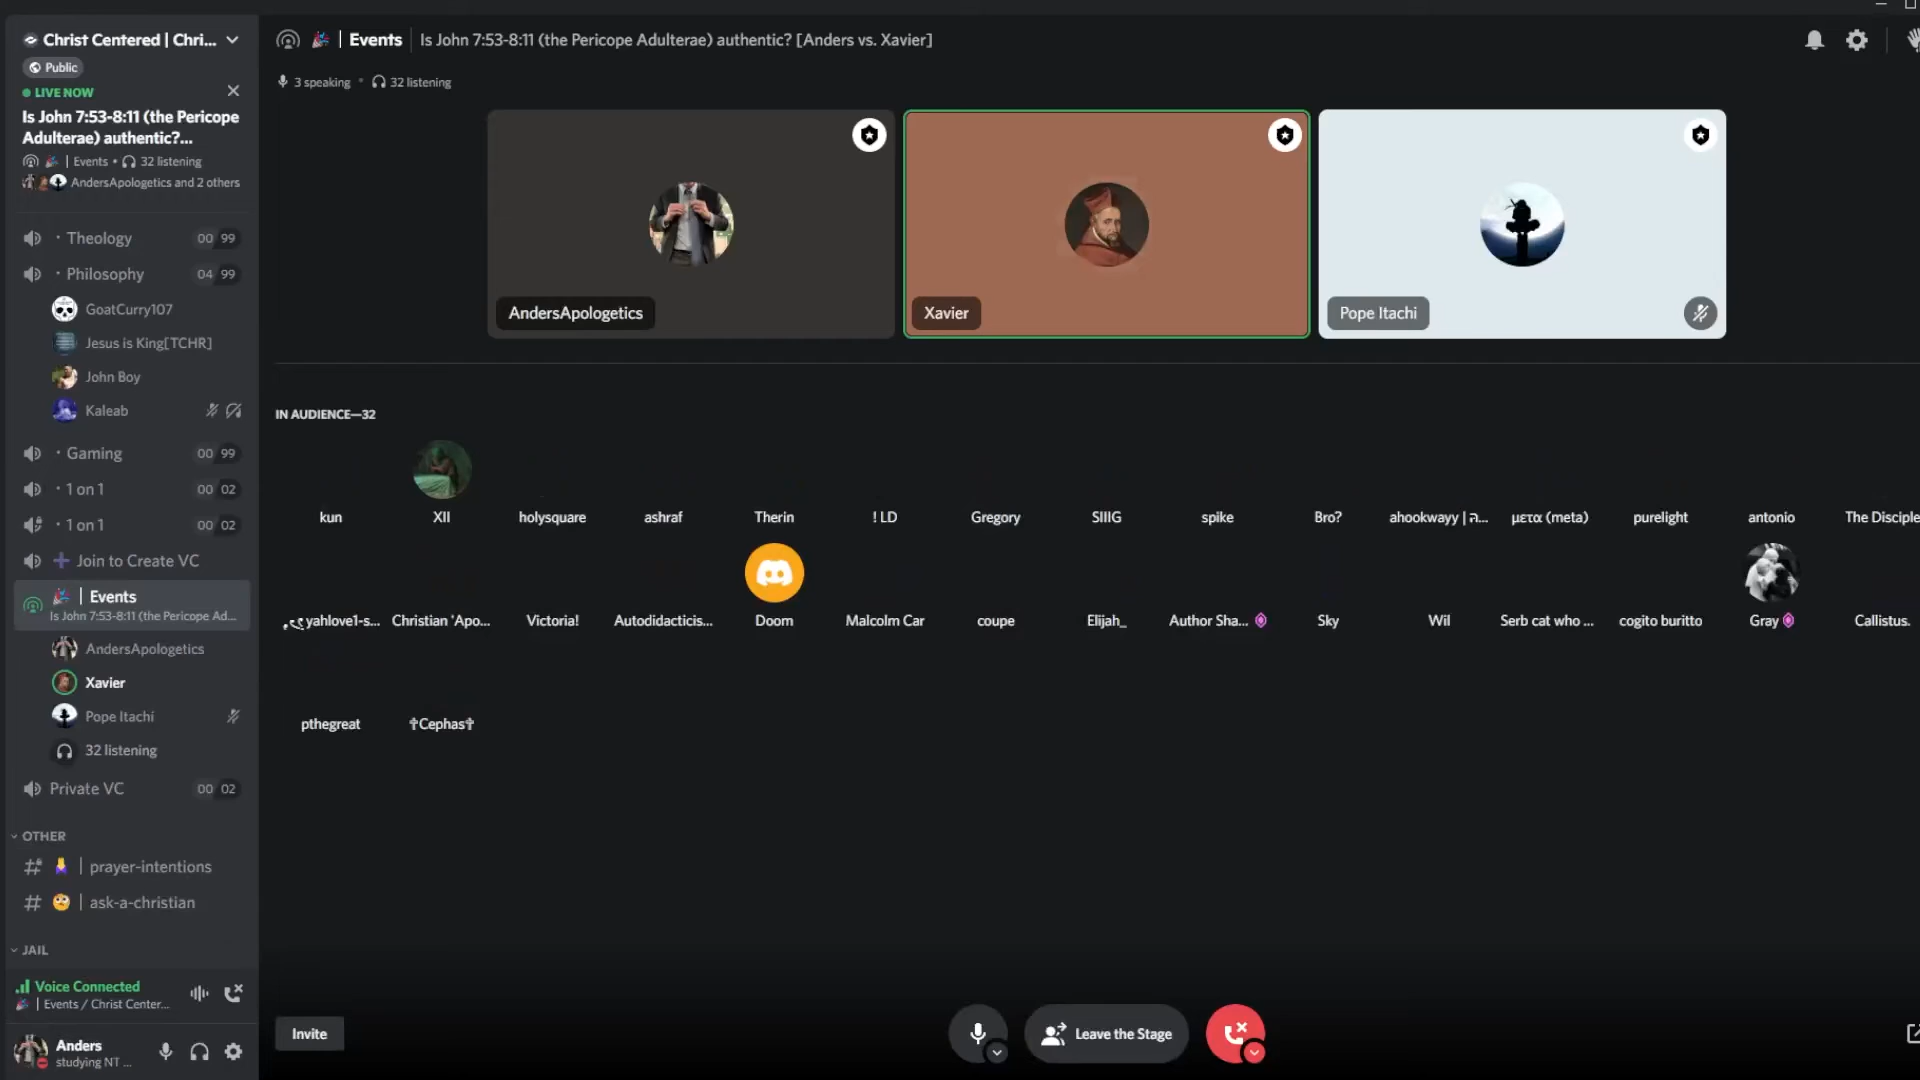 Christ Centered | Chri...
Public
LIVE NOW
Is John 7:53-8:11 (the Pericope
Adulterae) authentic?...
| Events • 32 listening
AndersApologetics and 2 others
· Theology 00 99
· Philosophy 04 99
GoatCurry107
Jesus is King[TCHR]
John Boy
Kaleab
· Gaming 00 99
· 1 on 1 00 02
· 1 on 1 00 02
Join to Create VC
| Events
Is John 7:53-8:11 (the Pericope Ad...
AndersApologetics
Xavier
Pope Itachi
32 listening
Private VC 00 02
OTHER
| prayer-intentions
| ask-a-christian
JAIL
Voice Connected
| Events / Christ Center...
Anders
studying NT ...
| Events | Is John 7:53-8:11 (the Pericope Adulterae) authentic? [Anders vs. Xavier]
3 speaking • 32 listening
AndersApologetics
Xavier
Pope Itachi
IN AUDIENCE—32
kun XII holysquare ashraf Therin ! LD Gregory SIIIG spike Bro? ahookwayy | ה... μετα (meta) purelight antonio The Disciple
yahlove1-s... Christian 'Apo... Victoria! Autodidacticis... Doom Malcolm Car coupe Elijah_ Author Sha... Sky Wil Serb cat who ... cogito buritto Gray Callistus.
pthegreat ✝Cephas✝
Invite
Leave the Stage